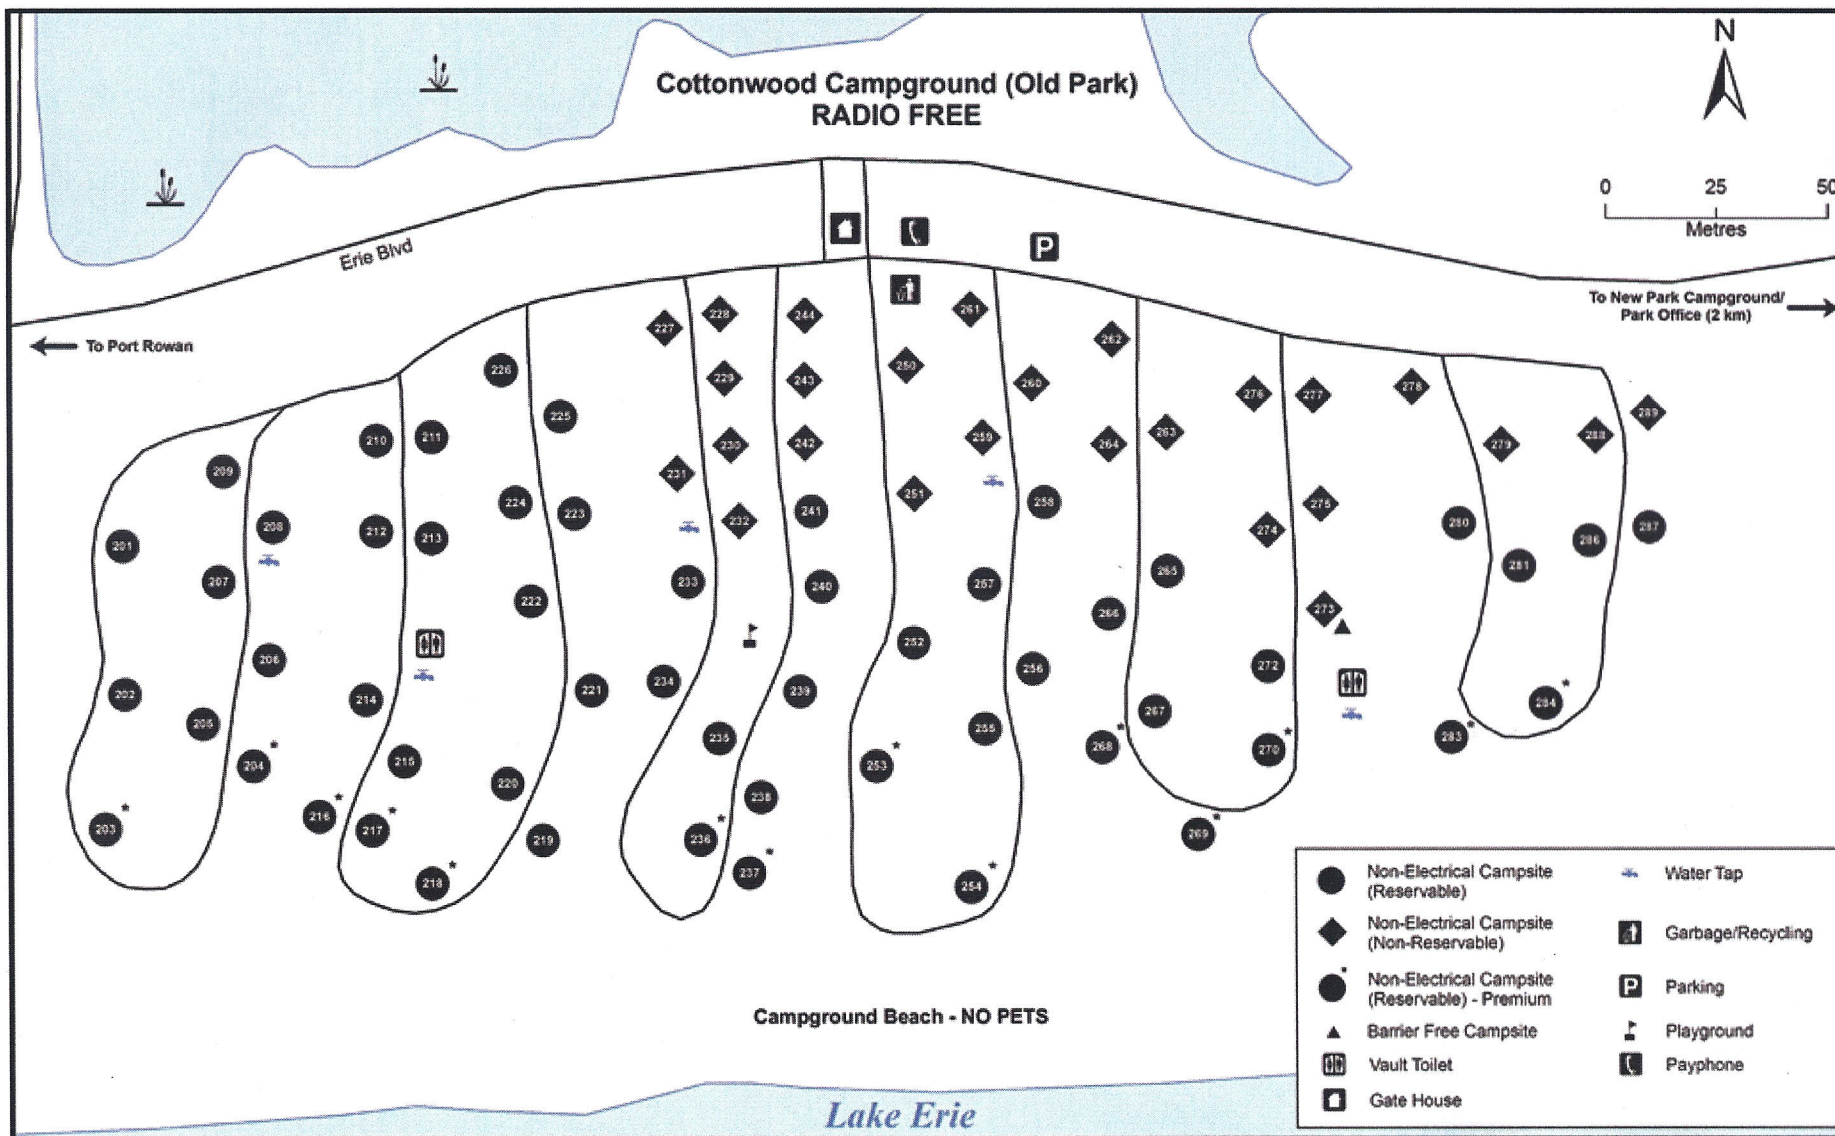 Cottonwood Campground (Old Park)
RADIO FREE
N
0 25 50
Metres
Erie Blvd
P
To New Park Campground/
Park Office (2 km)
To Port Rowan
227 228 244 261
262
226 229 243 250 260
276 277 278
225 289
209 210 211 230 242 259 264 263 279 288
231
208 224 223 232 241 251 258 274 275 280 287
201 212 213 286
207 222 233 240 257 265 281
252 266 273
206 256 272
202 214 221 234 239
205 235 255 267 284 *
204 * 215 253 * 268 * 270 * 283 *
220 238
203 * 216 * 217 * 219 236 * 269 *
218 * 237 * 254 *
Campground Beach - NO PETS
Lake Erie
Non-Electrical Campsite
(Reservable)
Non-Electrical Campsite
(Non-Reservable)
* Non-Electrical Campsite
(Reservable) - Premium
Barrier Free Campsite
Vault Toilet
Gate House
Water Tap
Garbage/Recycling
P Parking
Playground
Payphone